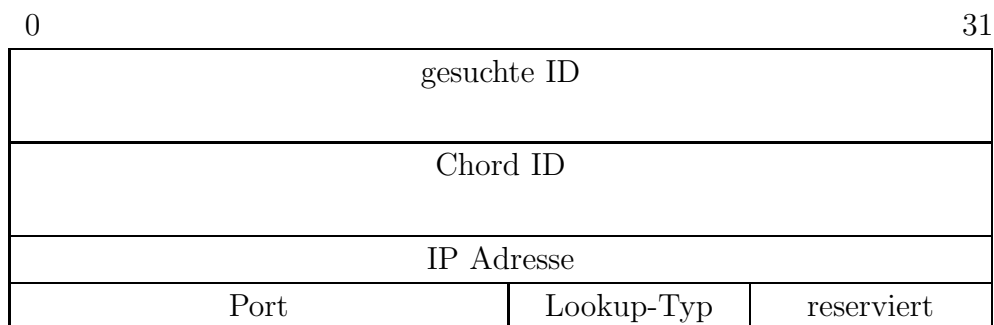 0 31
gesuchte ID
Chord ID
IP Adresse
Port Lookup-Typ reserviert